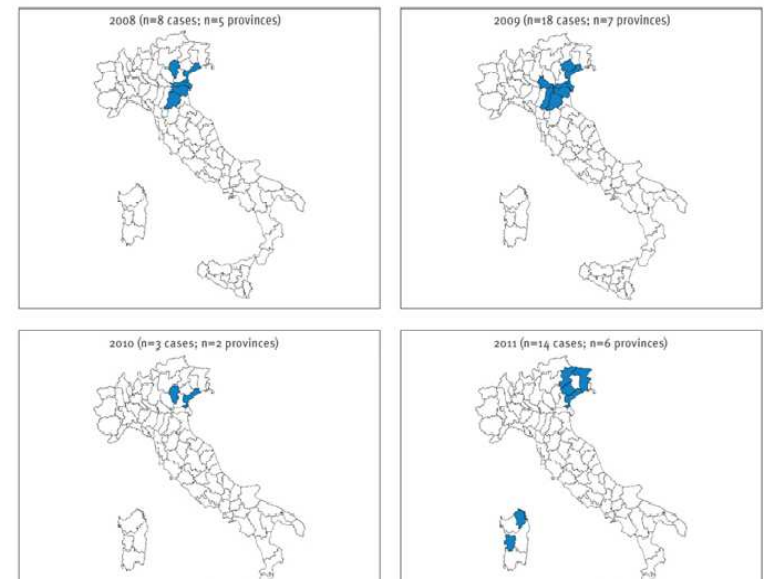 2008 (n=8 cases; n=5 provinces)
2009 (n=18 cases; n=7 provinces)
2010 (n=3 cases; n=2 provinces)
2011 (n=14 cases; n=6 provinces)